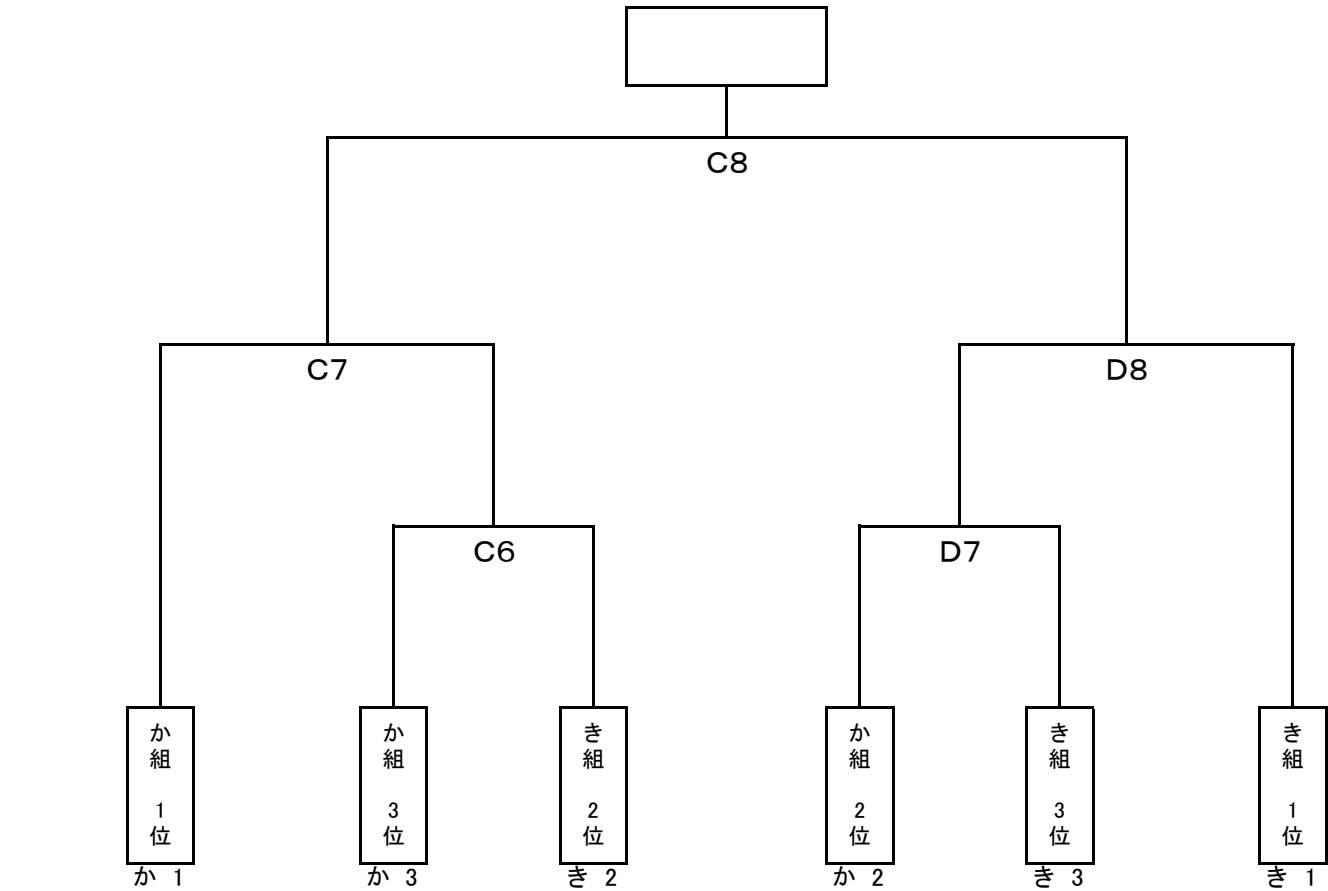 C8
C7
D8
C6
D7
か組 1位
か組 3位
き組 2位
か組 2位
き組 3位
き組 1位
か 1
か 3
き 2
か 2
き 3
き 1